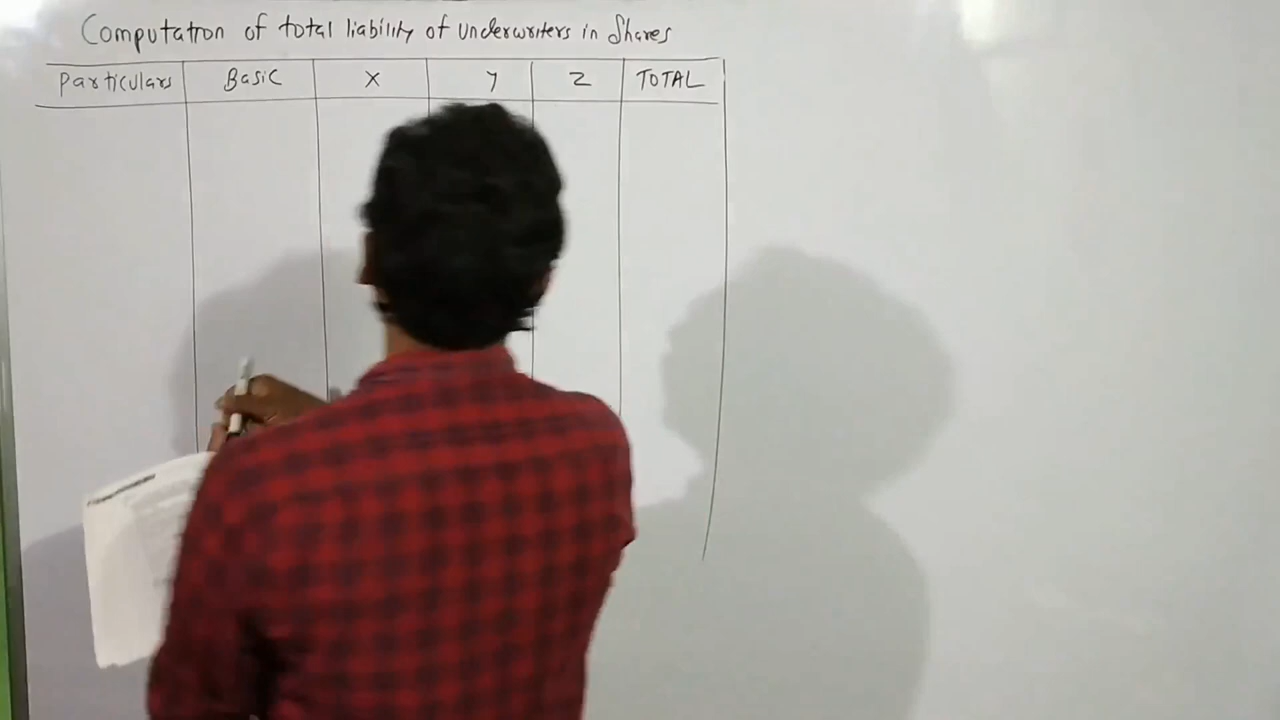 Computation of total liability of underwriters in Shares
Particulars Basic X Y Z TOTAL